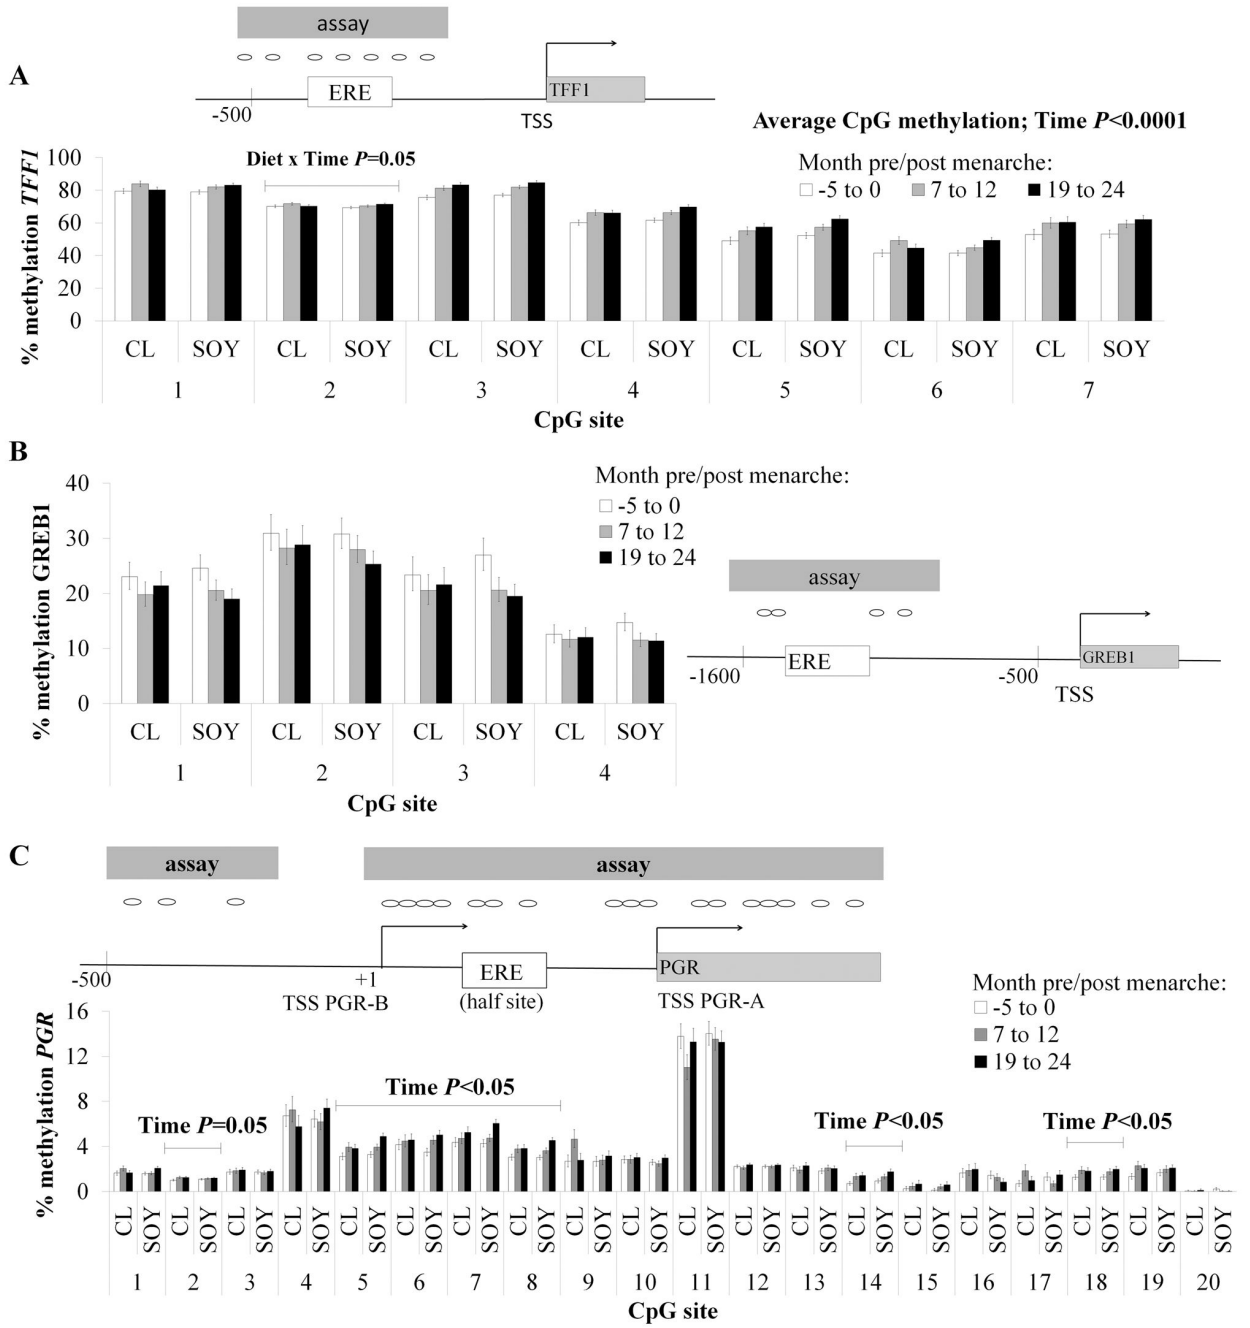 assay
A
ERE
TFF1
-500
TSS
Average CpG methylation; Time P<0.0001
Diet x Time P=0.05
Month pre/post menarche:
-5 to 0 7 to 12 19 to 24
% methylation TFF1
100
80
60
40
20
0
CL SOY CL SOY CL SOY CL SOY CL SOY CL SOY CL SOY
1 2 3 4 5 6 7
CpG site
B
Month pre/post menarche:
-5 to 0
7 to 12
19 to 24
% methylation GREB1
40
30
20
10
0
CL SOY CL SOY CL SOY CL SOY
1 2 3 4
CpG site
assay
ERE
GREB1
-1600
-500
TSS
C
assay assay
-500
+1
ERE
PGR
TSS PGR-B
(half site)
TSS PGR-A
Month pre/post menarche:
-5 to 0
7 to 12
19 to 24
% methylation PGR
16
12
8
4
0
Time P=0.05
Time P<0.05
Time P<0.05
Time P<0.05
CL SOY CL SOY CL SOY CL SOY CL SOY CL SOY CL SOY CL SOY CL SOY CL SOY CL SOY CL SOY CL SOY CL SOY CL SOY CL SOY CL SOY CL SOY CL SOY CL SOY
1 2 3 4 5 6 7 8 9 10 11 12 13 14 15 16 17 18 19 20
CpG site